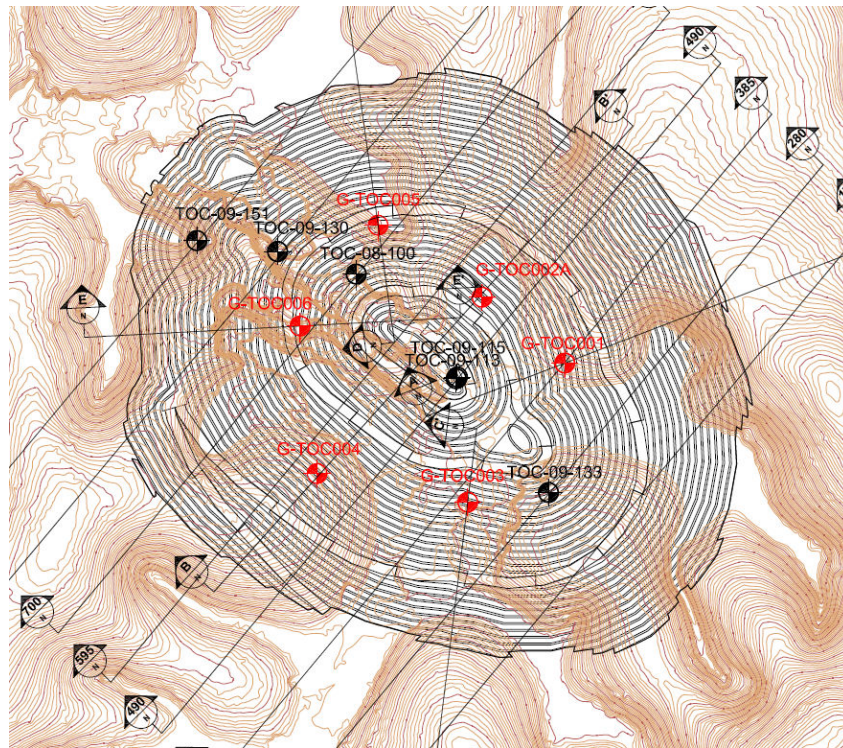 490
385
B'
280
G-TOC005
TOC-09-151
TOC-09-130
TOC-08-100
G-TOC002A
E'
E
N
G-TOC006
D
TOC-09-115
TOC-09-113
G-TOC001
A
C
G-TOC004
G-TOC003
TOC-09-133
B
N
700
N
595
N
490
N